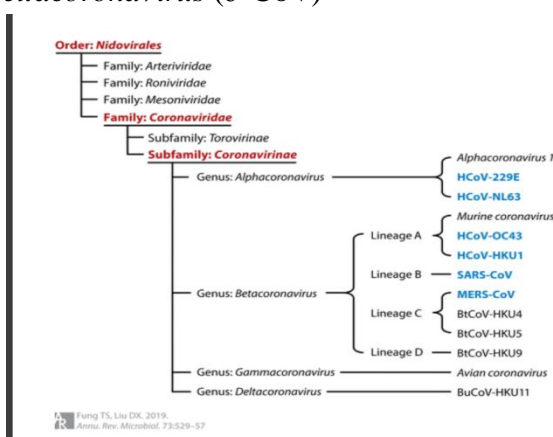 (δ-CoV)
Order: Nidovirales
Family: Arteriviridae
Family: Roniviridae
Family: Mesoniviridae
Family: Coronaviridae
Subfamily: Torovirinae
Subfamily: Coronavirinae
Genus: Alphacoronavirus
Alphacoronavirus 1
HCoV-229E
HCoV-NL63
Genus: Betacoronavirus
Lineage A
Murine coronavirus
HCoV-OC43
HCoV-HKU1
Lineage B
SARS-CoV
Lineage C
MERS-CoV
BtCoV-HKU4
BtCoV-HKU5
Lineage D
BtCoV-HKU9
Genus: Gammacoronavirus
Avian coronavirus
Genus: Deltacoronavirus
BuCoV-HKU11
AR Fung TS, Liu DX. 2019.
Annu. Rev. Microbiol. 73:529–57